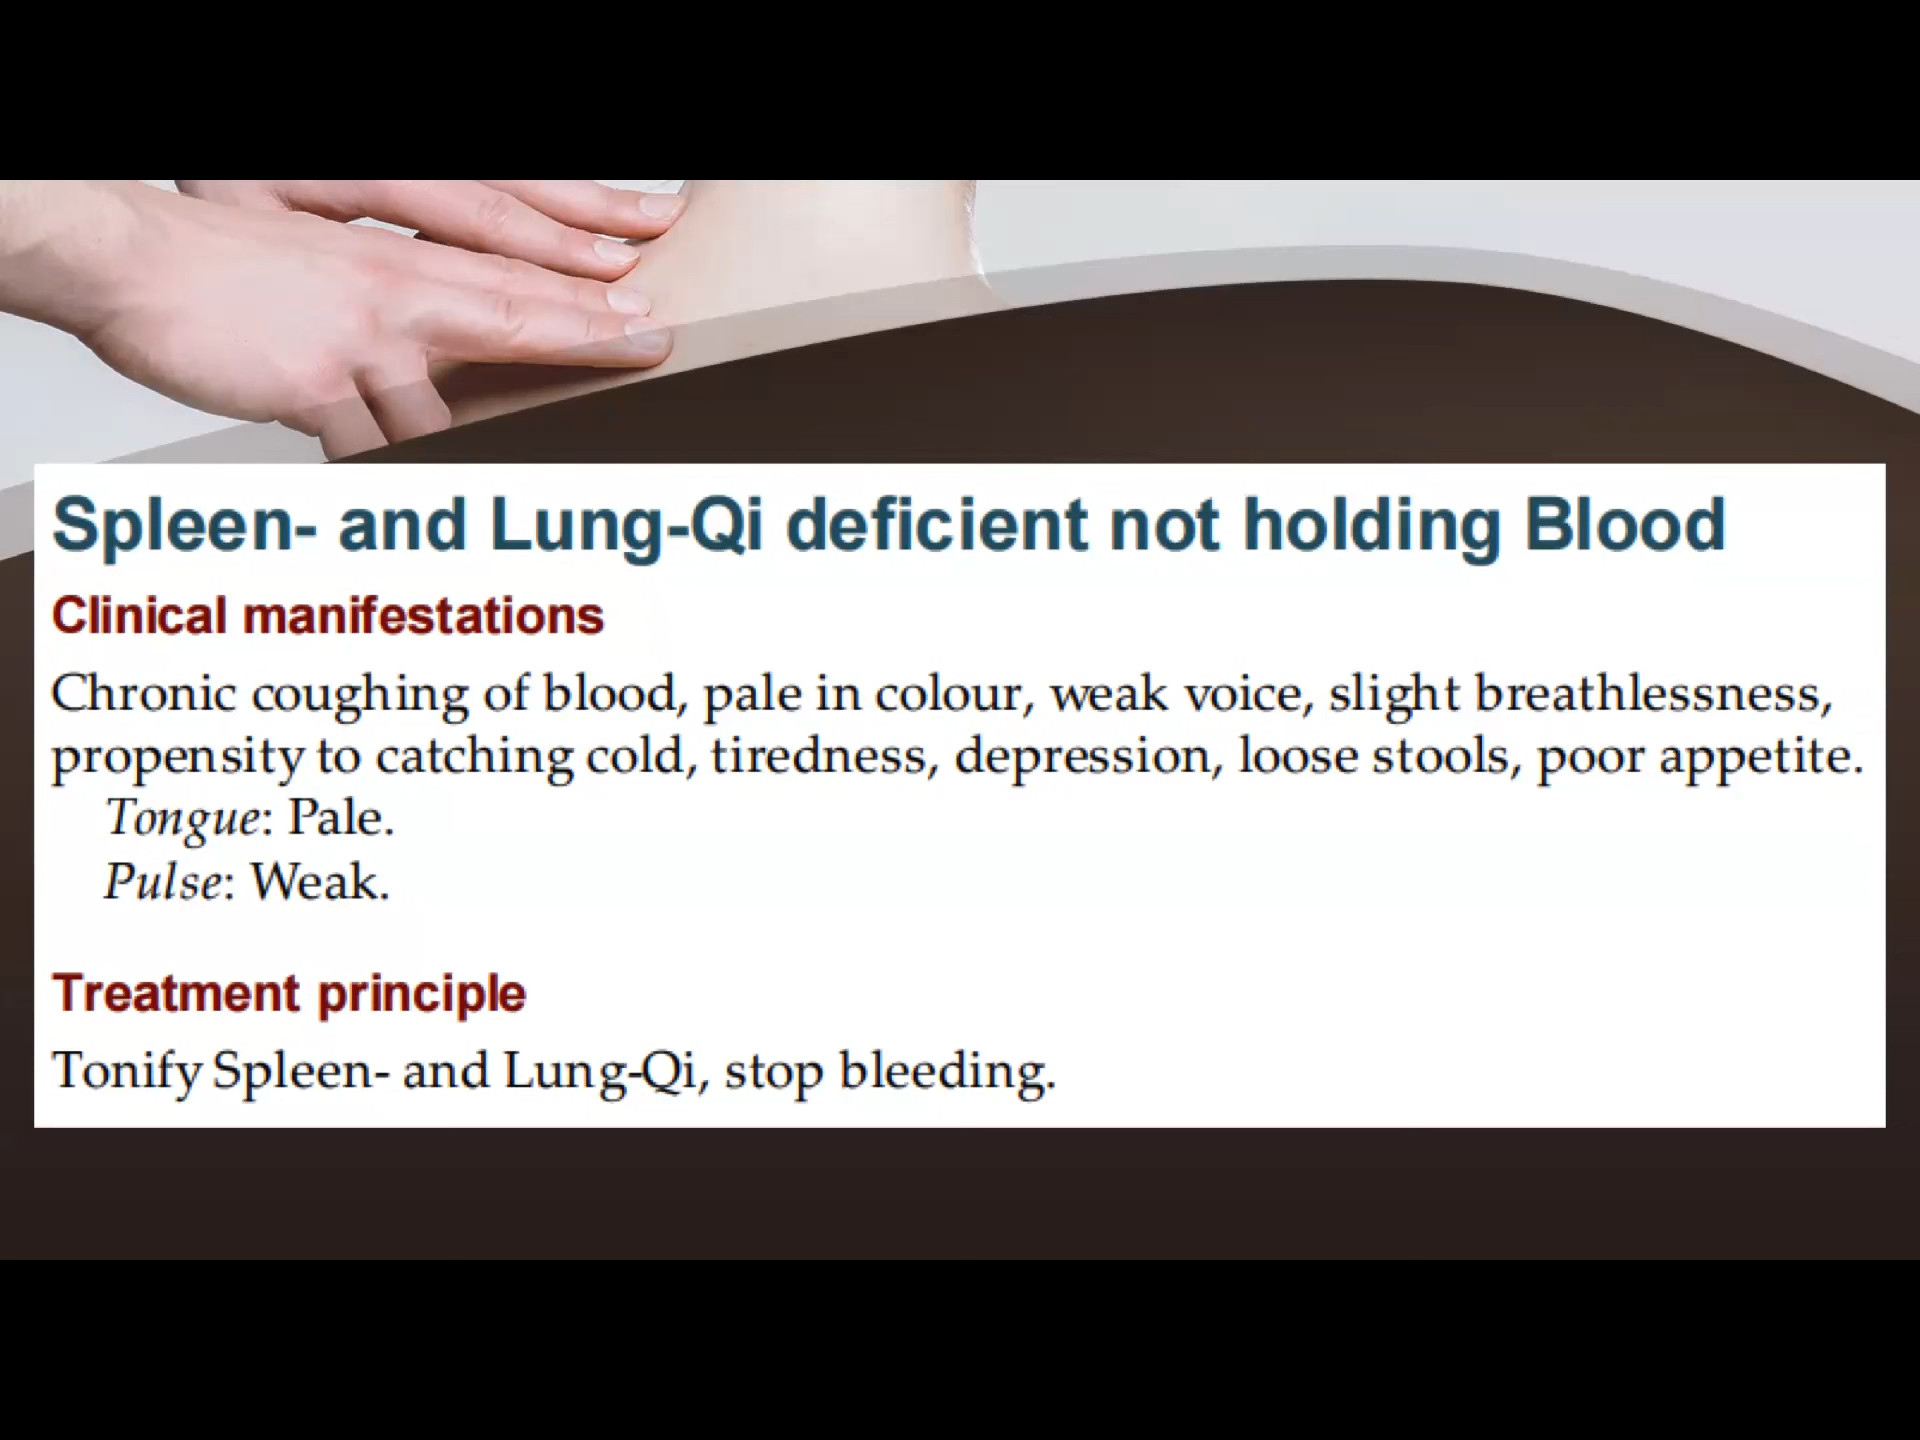 Spleen- and Lung-Qi deficient not holding Blood
Clinical manifestations
Chronic coughing of blood, pale in colour, weak voice, slight breathlessness,
propensity to catching cold, tiredness, depression, loose stools, poor appetite.
Tongue: Pale.
Pulse: Weak.
Treatment principle
Tonify Spleen- and Lung-Qi, stop bleeding.